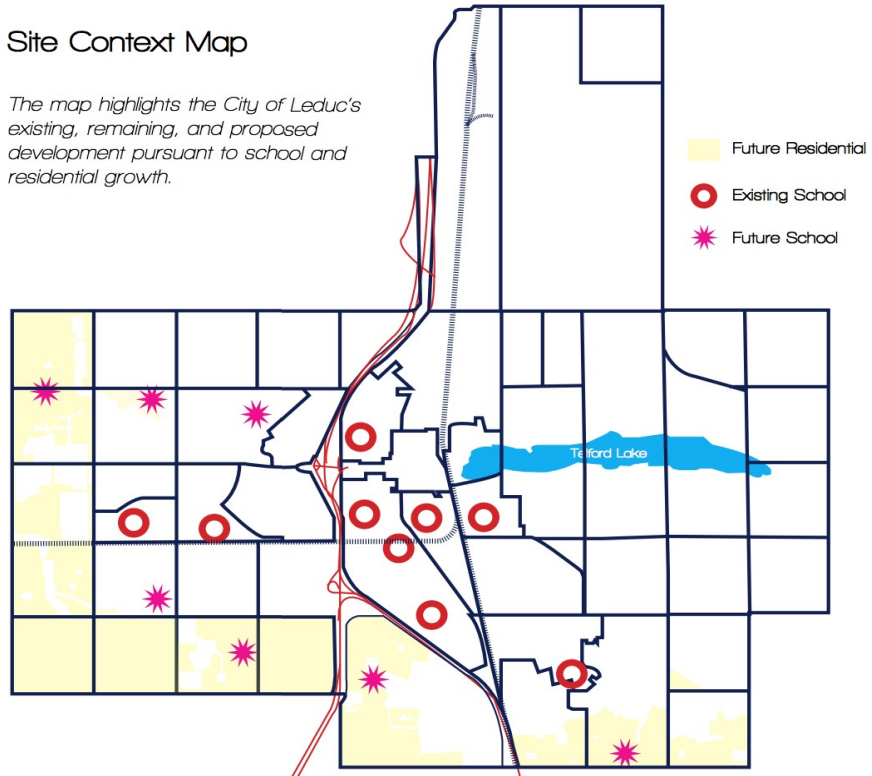 Site Context Map
The map highlights the City of Leduc's
existing, remaining, and proposed
development pursuant to school and
residential growth.
Future Residential
Existing School
Future School
Telford Lake